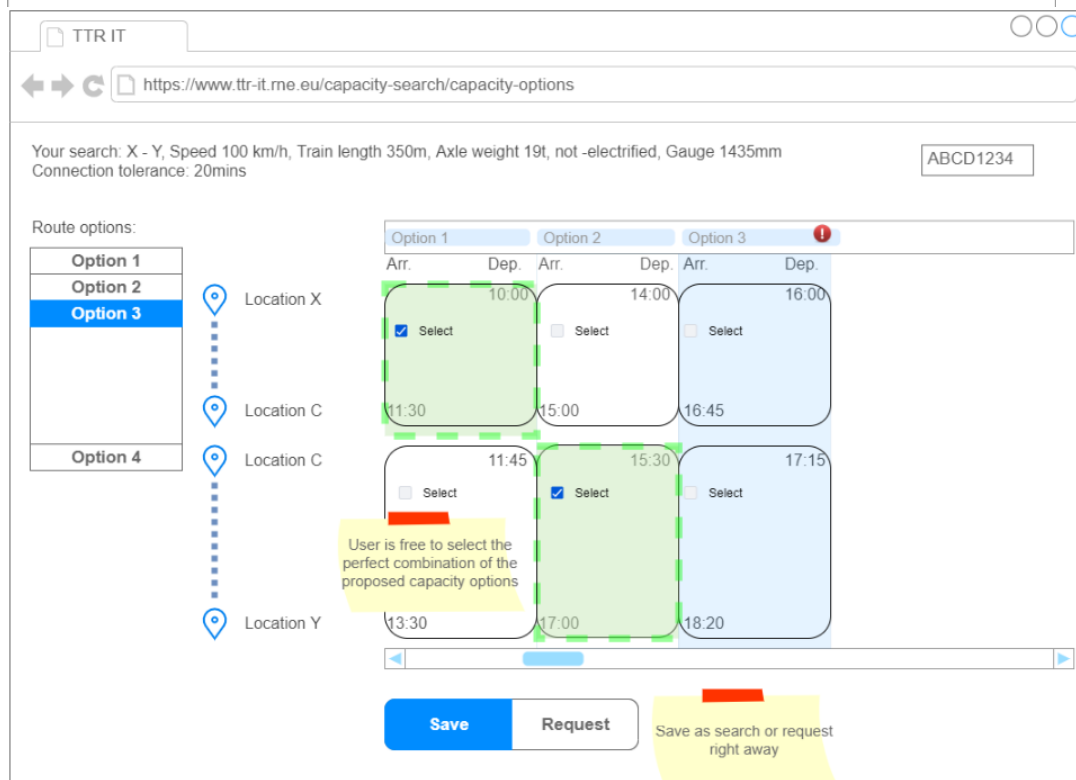 TTR IT
https://www.ttr-it.rne.eu/capacity-search/capacity-options
Your search: X - Y, Speed 100 km/h, Train length 350m, Axle weight 19t, not -electrified, Gauge 1435mm
Connection tolerance: 20mins
ABCD1234
Route options:
Option 1
Option 2
Option 3
Option 4
Option 1 Option 2 Option 3 !
Arr. Dep. Arr. Dep. Arr. Dep.
Location X
10:00 14:00 16:00
Select Select Select
Location C
11:30 15:00 16:45
Location C
11:45 15:30 17:15
Select Select Select
User is free to select the
perfect combination of the
proposed capacity options
Location Y
13:30 17:00 18:20
Save Request
Save as search or request
right away